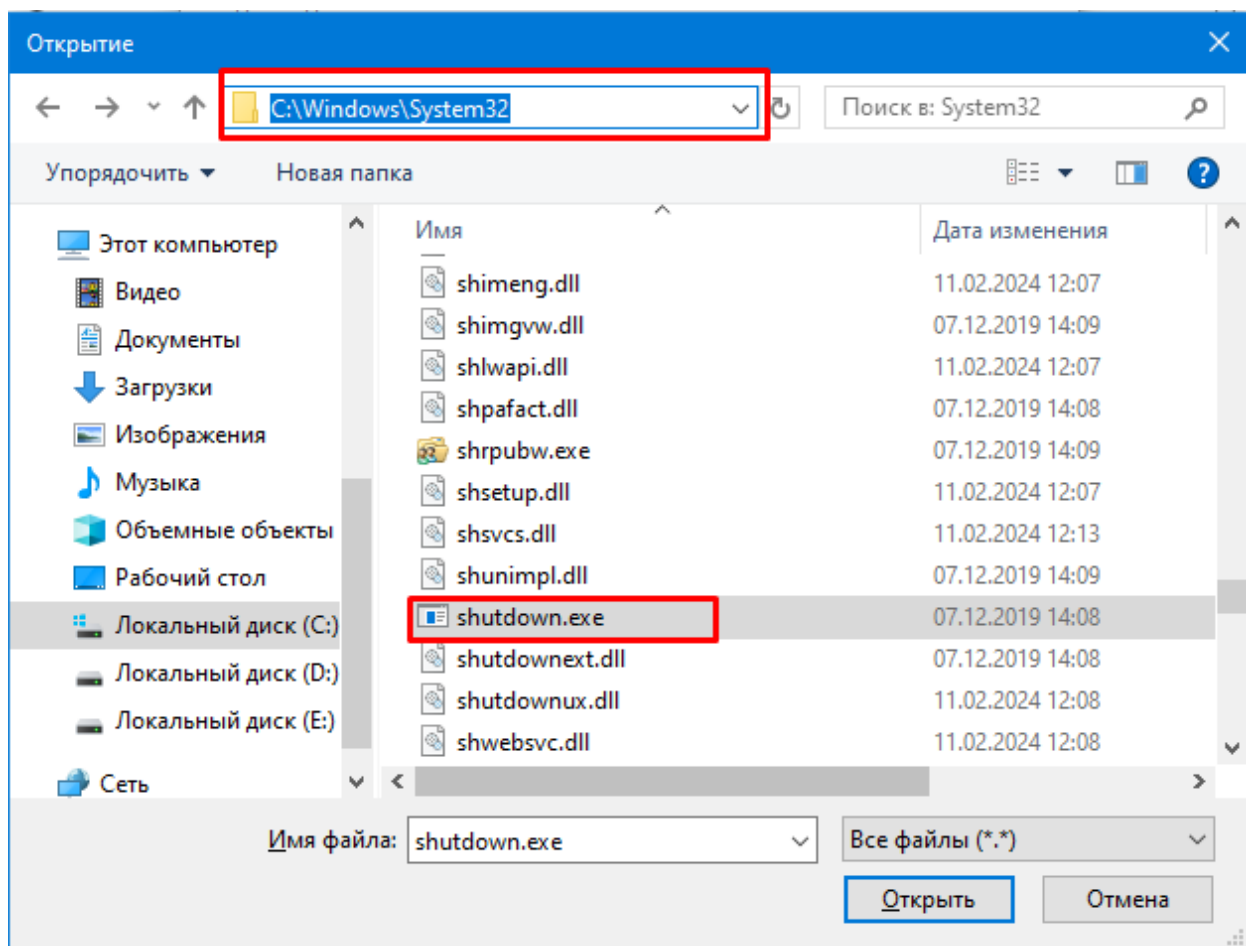 Открытие
C:\Windows\System32
Поиск в: System32
Упорядочить
Новая папка
Имя
Дата изменения
Этот компьютер
Видео
Документы
Загрузки
Изображения
Музыка
Объемные объекты
Рабочий стол
Локальный диск (C:)
Локальный диск (D:)
Локальный диск (E:)
Сеть
shimeng.dll 11.02.2024 12:07
shimgvw.dll 07.12.2019 14:09
shlwapi.dll 11.02.2024 12:07
shpafact.dll 07.12.2019 14:08
shrpubw.exe 07.12.2019 14:09
shsetup.dll 11.02.2024 12:07
shsvcs.dll 11.02.2024 12:13
shunimpl.dll 07.12.2019 14:09
shutdown.exe 07.12.2019 14:08
shutdownext.dll 07.12.2019 14:08
shutdownux.dll 11.02.2024 12:08
shwebsvc.dll 11.02.2024 12:08
Имя файла: shutdown.exe
Все файлы (*.*)
Открыть
Отмена